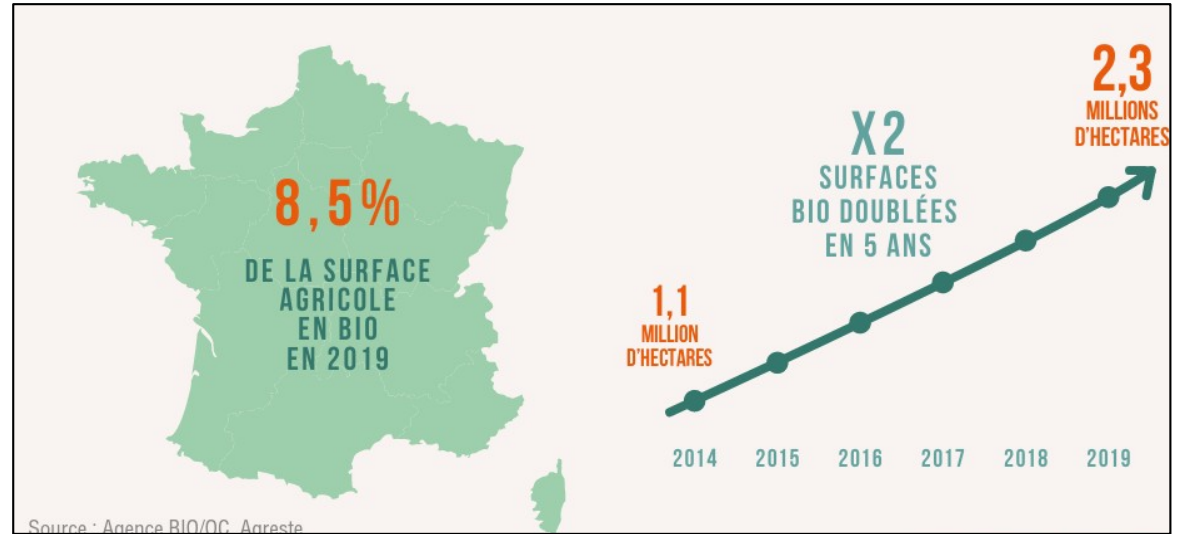 8,5%
DE LA SURFACE
AGRICOLE
EN BIO
EN 2019
2,3
MILLIONS
D'HECTARES
X2
SURFACES
BIO DOUBLÉES
EN 5 ANS
1,1
MILLION
D'HECTARES
2014 2015 2016 2017 2018 2019
Source : Agence BIO/OC, Agreste